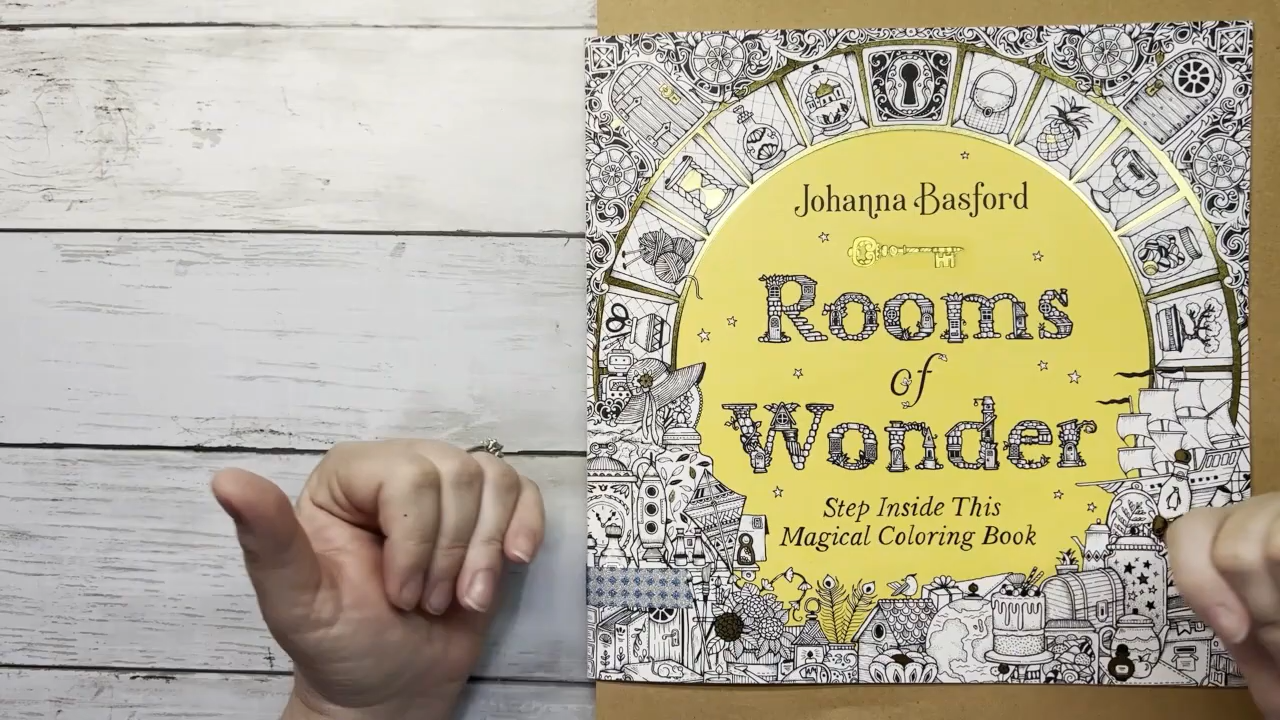 Johanna Basford
Rooms
of
Wonder
Step Inside This
Magical Coloring Book